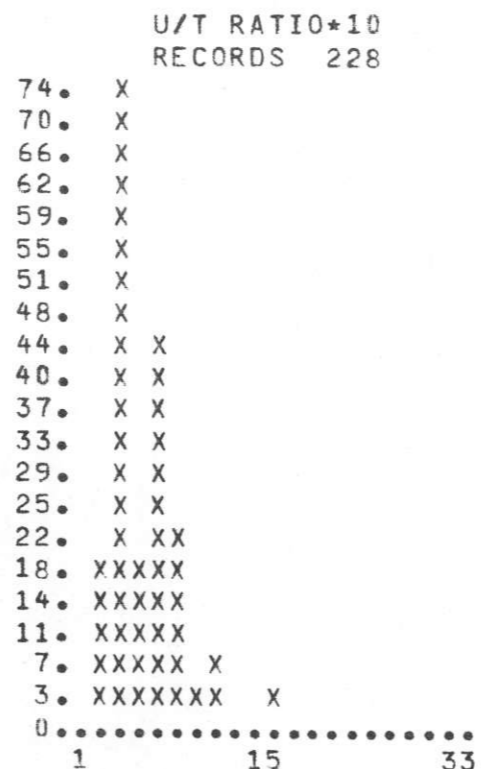 U/T RATIO*10
RECORDS 228
74. X
70. X
66. X
62. X
59. X
55. X
51. X
48. X
44. X X
40. X X
37. X X
33. X X
29. X X
25. X X
22. X XX
18. XXXXX
14. XXXXX
11. XXXXX
7. XXXXX X
3. XXXXXXX X
0......................
1 15 33